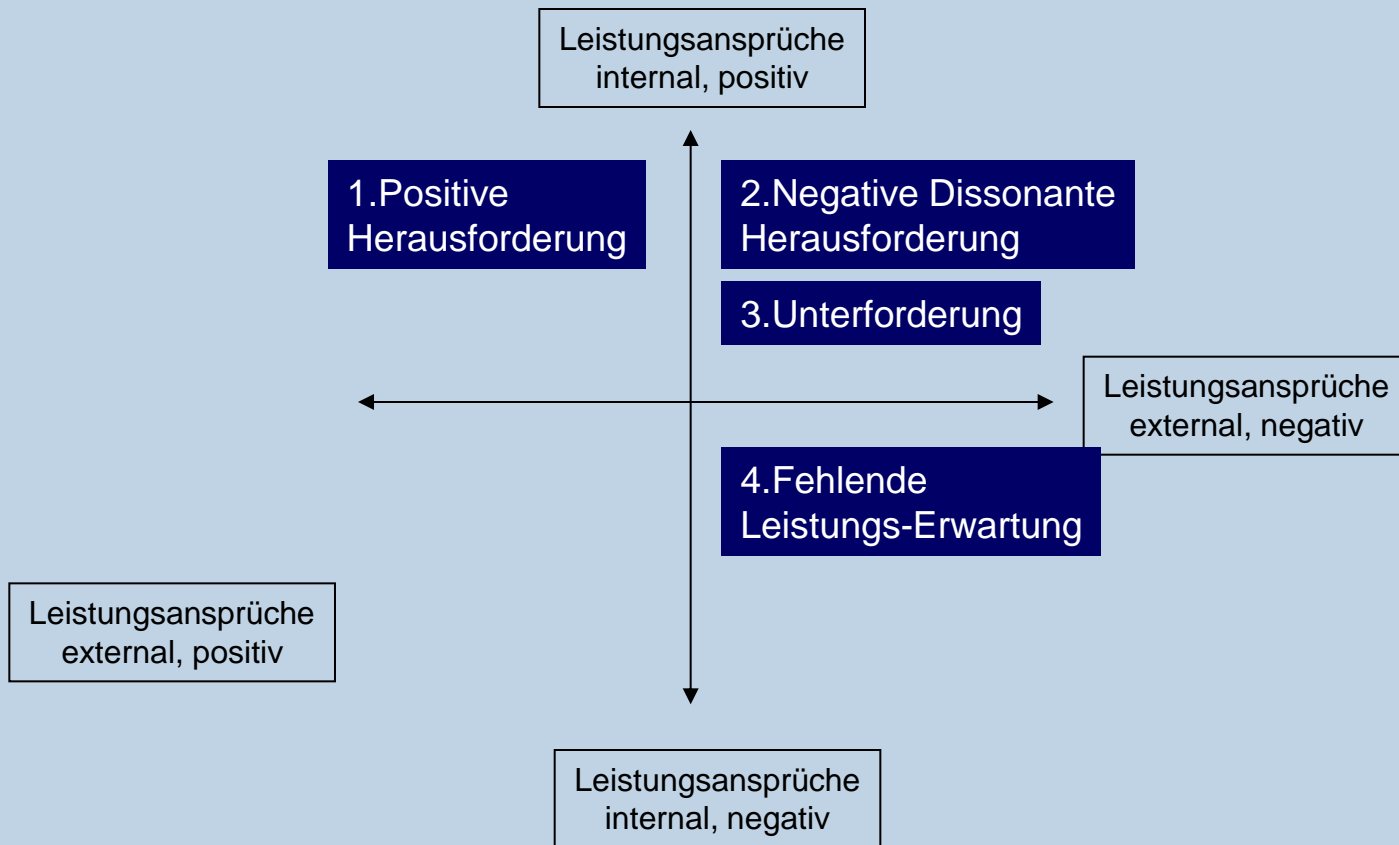 Leistungsansprüche
internal, positiv
1.Positive
Herausforderung
2.Negative Dissonante
Herausforderung
3.Unterforderung
Leistungsansprüche
external, negativ
4.Fehlende
Leistungs-Erwartung
Leistungsansprüche
external, positiv
Leistungsansprüche
internal, negativ